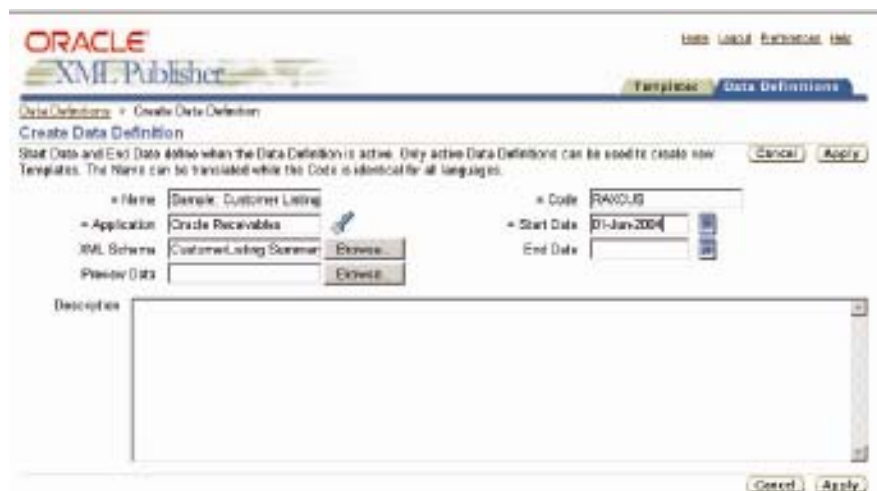 ORACLE
XML Publisher
Home Logout Preferences Help
Templates Data Definitions
Data Definitions > Create Data Definition
Create Data Definition
Start Date and End Date define when the Data Definition is active. Only active Data Definitions can be used to create new
Templates. The Name can be translated while the Code is identical for all languages.
Cancel Apply
* Name Sample: Customer Listing
* Code RAXCUS
* Application Oracle Receivables
* Start Date 01-Jun-2004
XML Schema CustomerListing Summar Browse...
End Date
Preview Data Browse...
Description
Cancel Apply